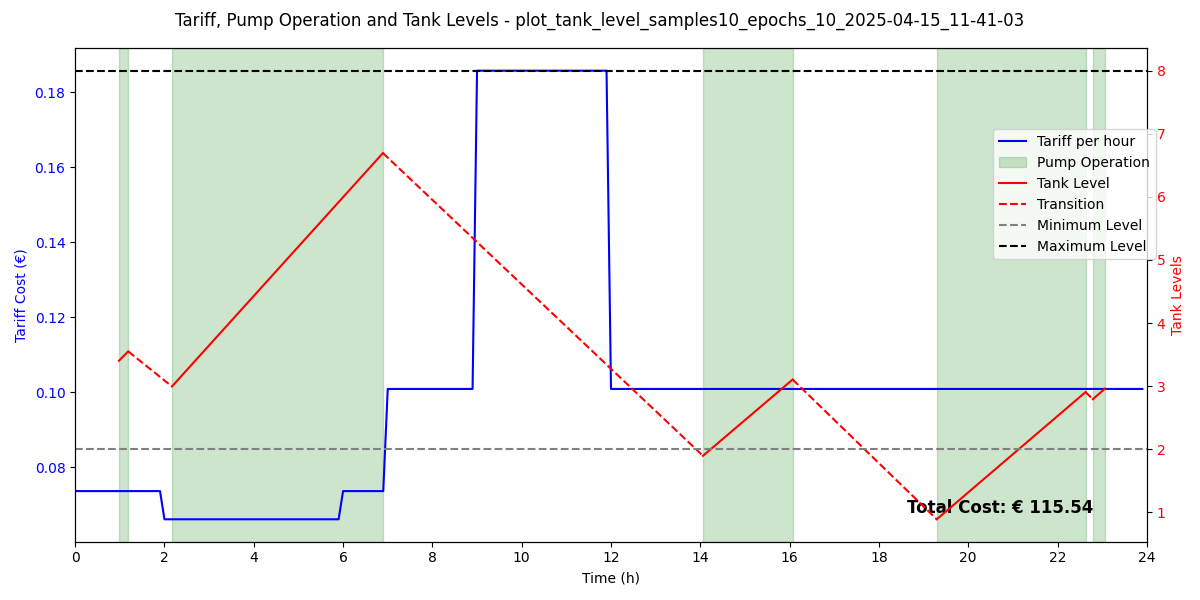 Tariff, Pump Operation and Tank Levels - plot_tank_level_samples10_epochs_10_2025-04-15_11-41-03
Tariff Cost (€)
0.18
0.16
0.14
0.12
0.10
0.08
8
7
6
5
4
3
2
1
Tank Levels
Tariff per hour
Pump Operation
Tank Level
Transition
Minimum Level
Maximum Level
Total Cost: € 115.54
0 2 4 6 8 10 12 14 16 18 20 22 24
Time (h)